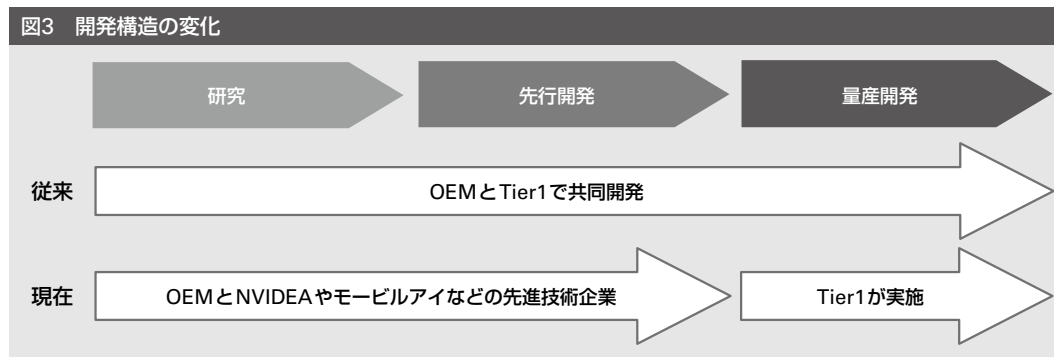 図3　開発構造の変化
研究
先行開発
量産開発
従来
OEMとTier1で共同開発
現在
OEMとNVIDEAやモービルアイなどの先進技術企業
Tier1が実施